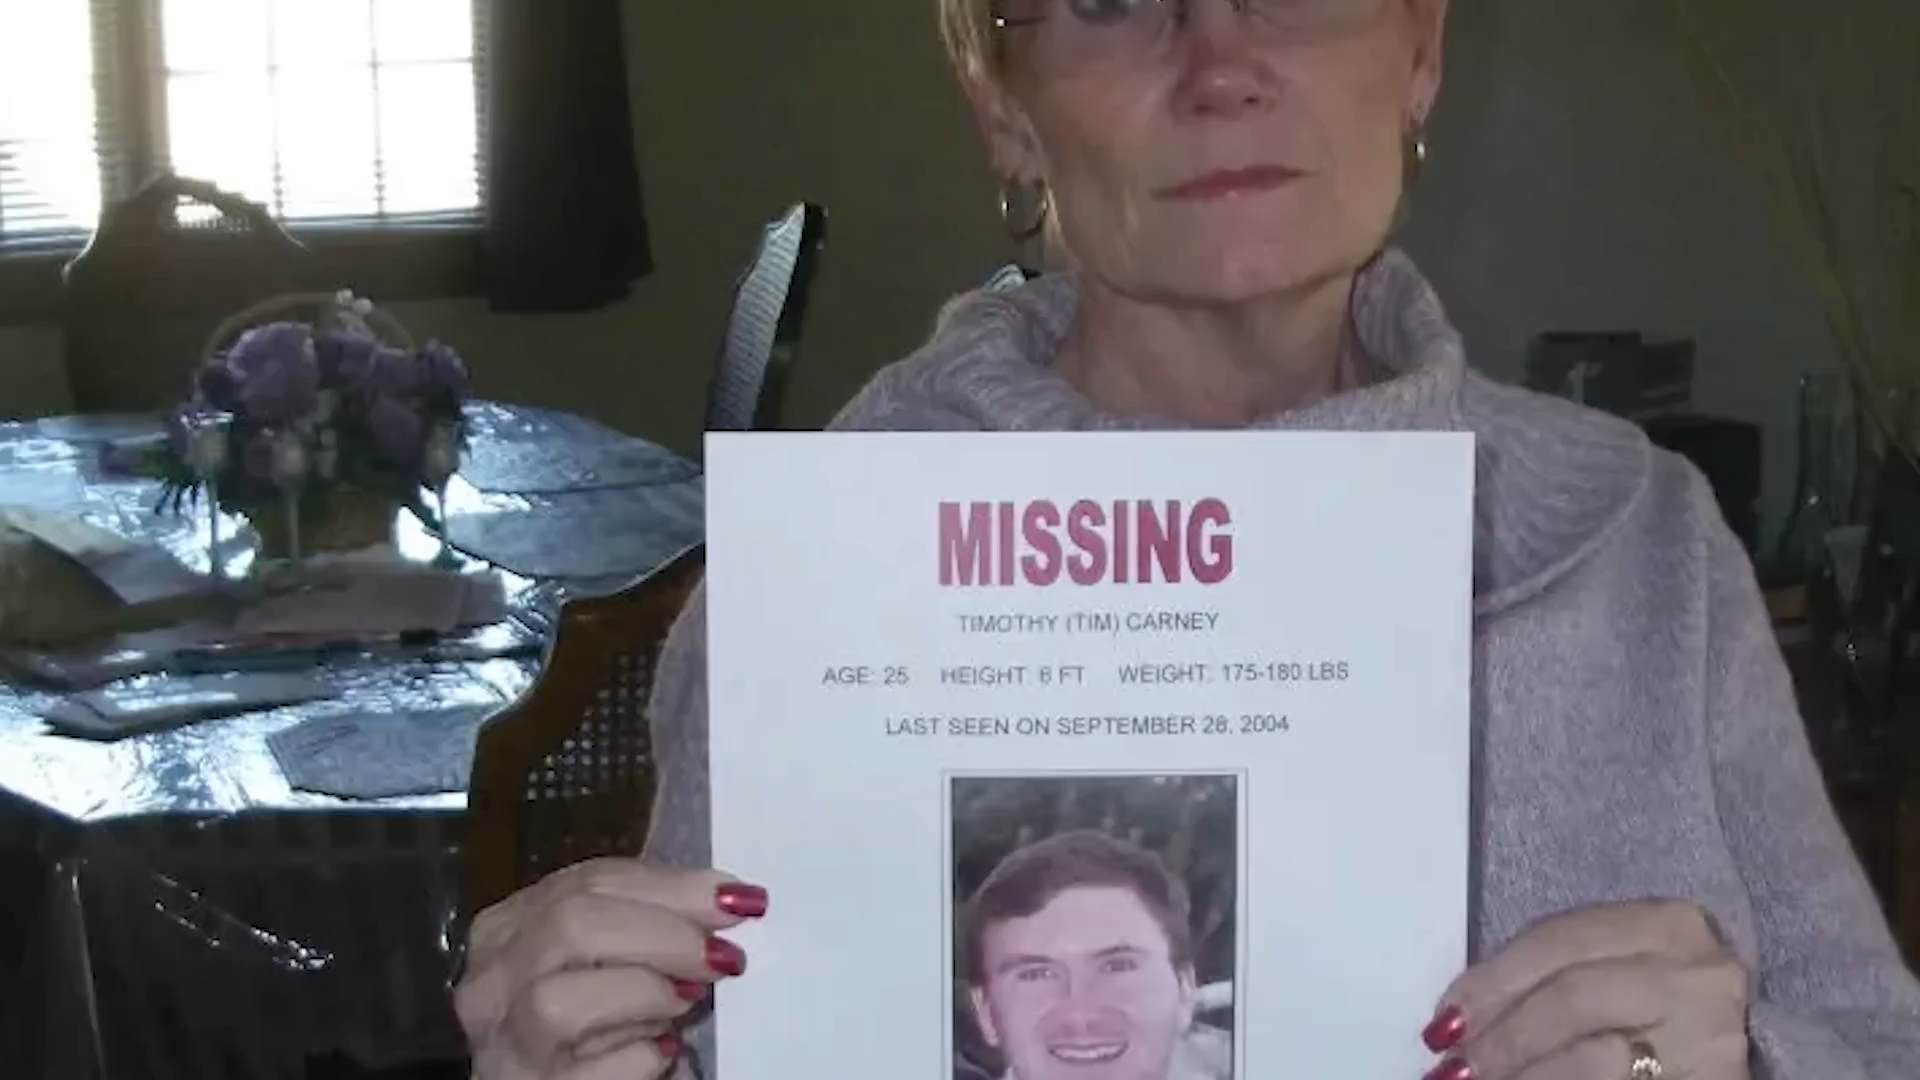 MISSING
TIMOTHY (TIM) CARNEY
AGE: 25 HEIGHT: 6 FT WEIGHT: 175-180 LBS
LAST SEEN ON SEPTEMBER 28, 2004